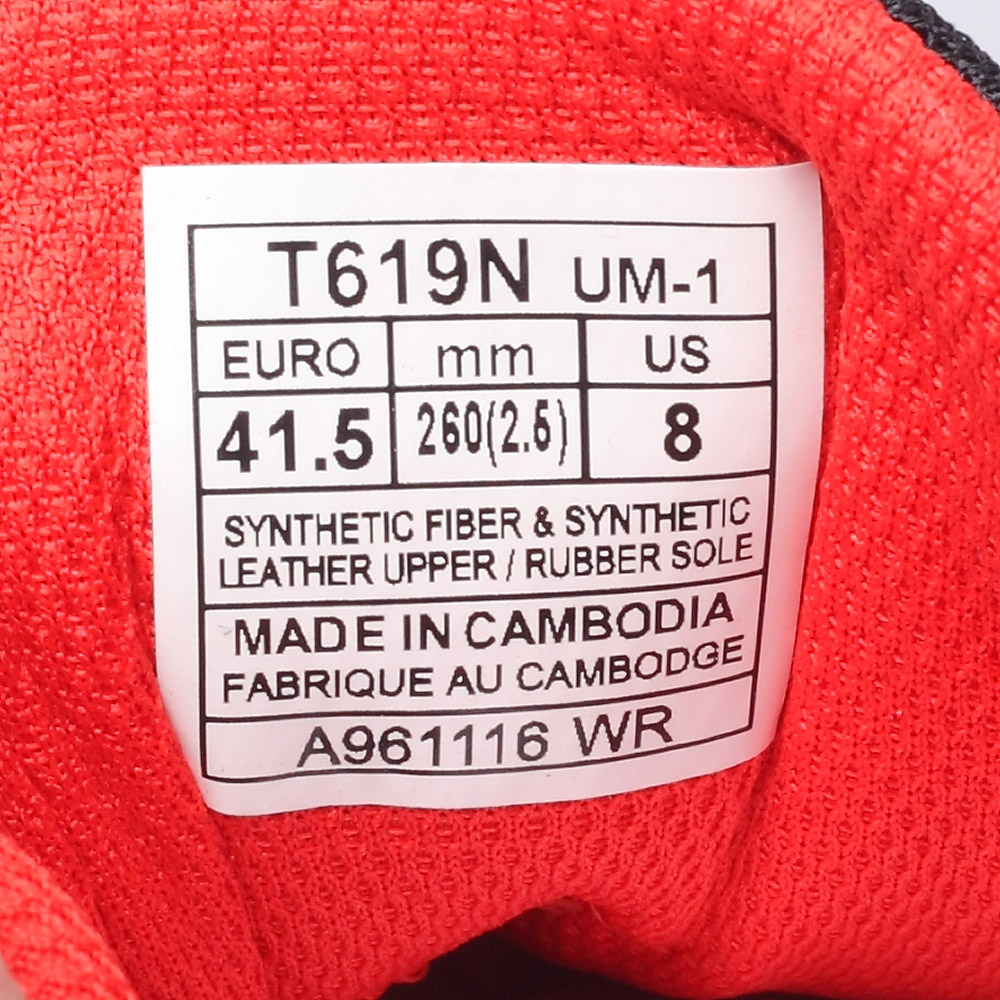 T619N UM-1
EURO mm US
41.5 260(2.5) 8
SYNTHETIC FIBER & SYNTHETIC
LEATHER UPPER / RUBBER SOLE
MADE IN CAMBODIA
FABRIQUE AU CAMBODGE
A961116 WR